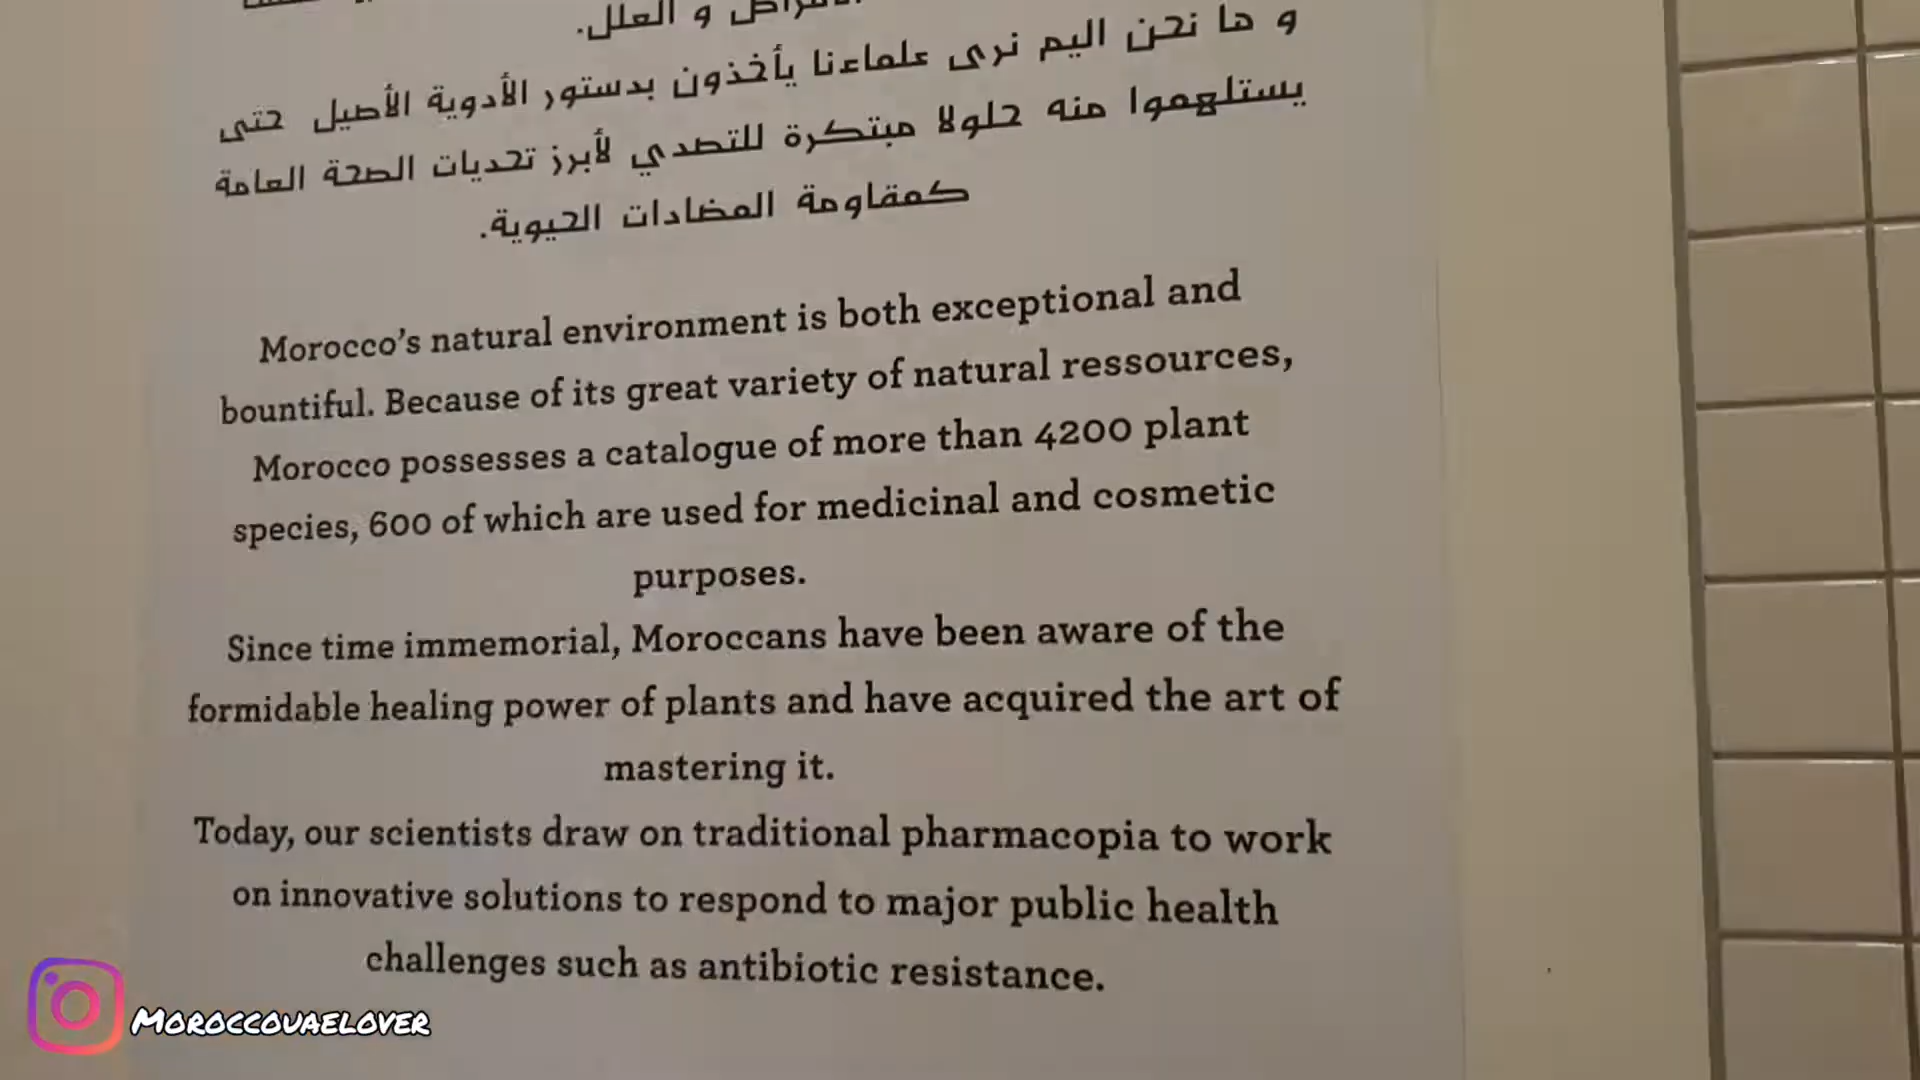 و العلل.
و ها نحن اليم نرى علماءنا يأخذون بدستور الأدوية الأصيل حتى
يستلهموا منه حلولا مبتكرة للتصدي لأبرز تحديات الصحة العامة
كمقاومة المضادات الحيوية.
Morocco's natural environment is both exceptional and
bountiful. Because of its great variety of natural ressources,
Morocco possesses a catalogue of more than 4200 plant
species, 600 of which are used for medicinal and cosmetic
purposes.
Since time immemorial, Moroccans have been aware of the
formidable healing power of plants and have acquired the art of
mastering it.
Today, our scientists draw on traditional pharmacopia to work
on innovative solutions to respond to major public health
challenges such as antibiotic resistance.
MOROCCOUAELOVER